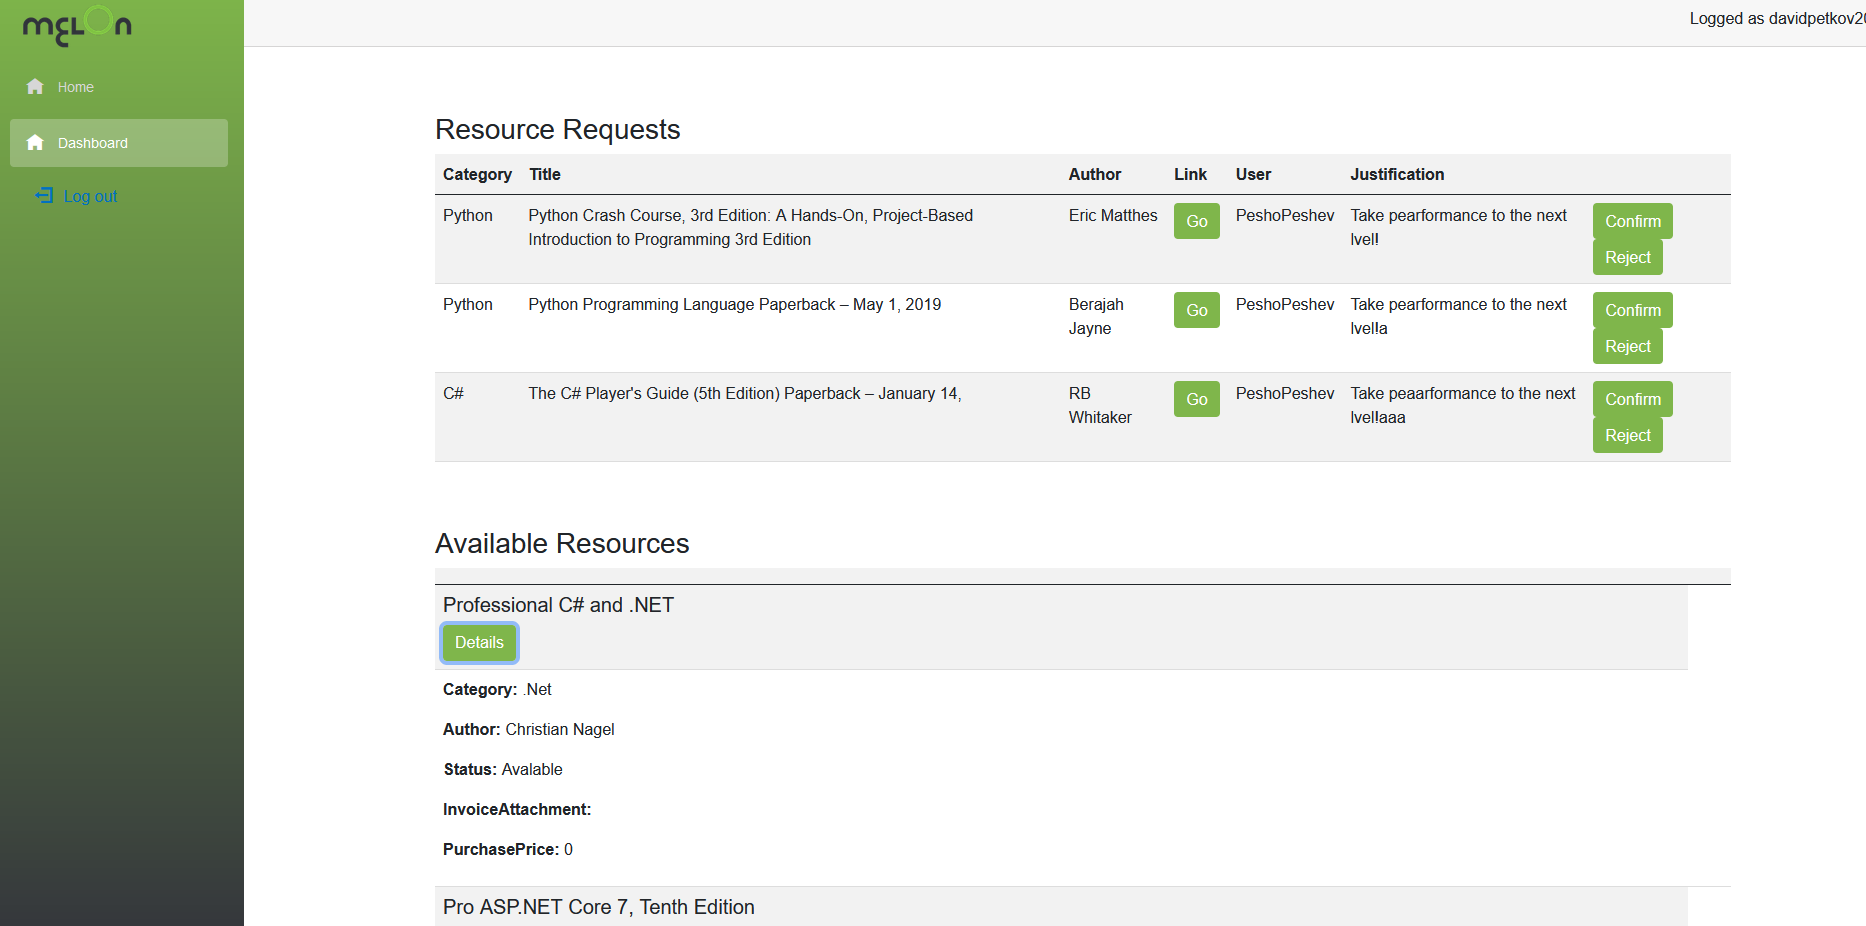 melon
Logged as davidpetkov20
Home
Dashboard
Log out
Resource Requests
Category Title Author Link User Justification
Python Python Crash Course, 3rd Edition: A Hands-On, Project-Based Eric Matthes Go PeshoPeshev Take pearformance to the next Confirm
Introduction to Programming 3rd Edition lvel! Reject
Python Python Programming Language Paperback – May 1, 2019 Berajah Go PeshoPeshev Take pearformance to the next Confirm
Jayne lvel!a Reject
C# The C# Player's Guide (5th Edition) Paperback – January 14, RB Go PeshoPeshev Take peaarformance to the next Confirm
Whitaker lvel!aaa Reject
Available Resources
Professional C# and .NET
Details
Category: .Net
Author: Christian Nagel
Status: Avalable
InvoiceAttachment:
PurchasePrice: 0
Pro ASP.NET Core 7, Tenth Edition